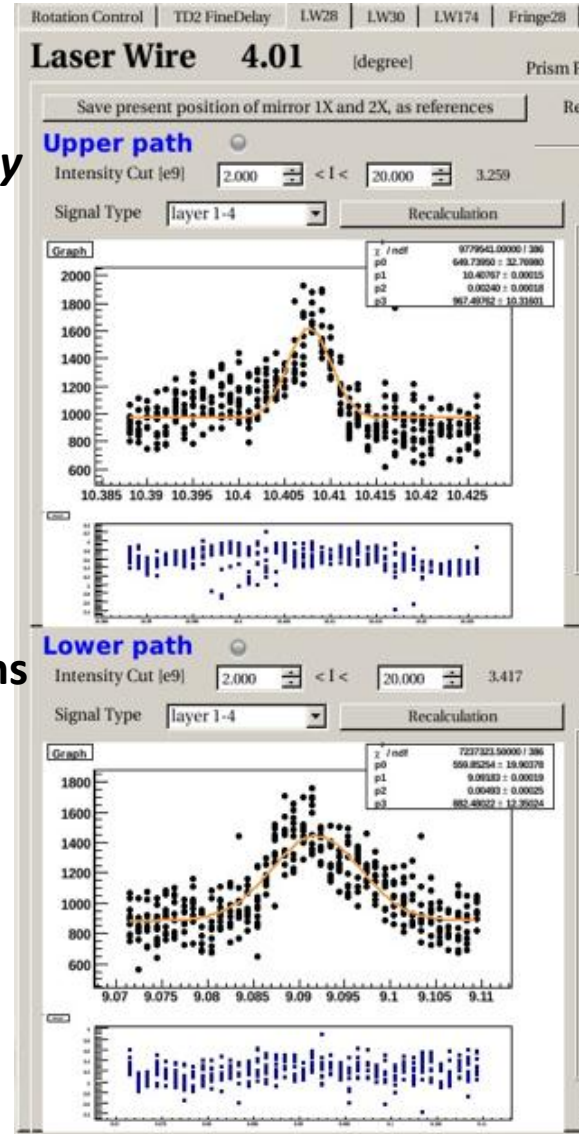 Rotation Control TD2 FineDelay LW28 LW30 LW174 Fringe28
Laser Wire 4.01 [degree] Prism P
Save present position of mirror 1X and 2X, as references Re
Upper path
y
Intensity Cut [e9] 2.000 < I < 20.000 3.259
Signal Type layer 1-4 Recalculation
Graph
χ² / ndf 9779541.00000 / 386
p0 649.73950 ± 32.76980
p1 10.40767 ± 0.00015
p2 0.00240 ± 0.00018
p3 967.49762 ± 10.31601
2000
1800
1600
1400
1200
1000
800
600
10.385 10.39 10.395 10.4 10.405 10.41 10.415 10.42 10.425
Lower path
ns
Intensity Cut [e9] 2.000 < I < 20.000 3.417
Signal Type layer 1-4 Recalculation
Graph
χ² / ndf 7237323.50000 / 386
p0 559.85254 ± 19.90378
p1 9.09183 ± 0.00019
p2 0.00493 ± 0.00025
p3 882.48022 ± 12.35024
1800
1600
1400
1200
1000
800
600
9.07 9.075 9.08 9.085 9.09 9.095 9.1 9.105 9.11